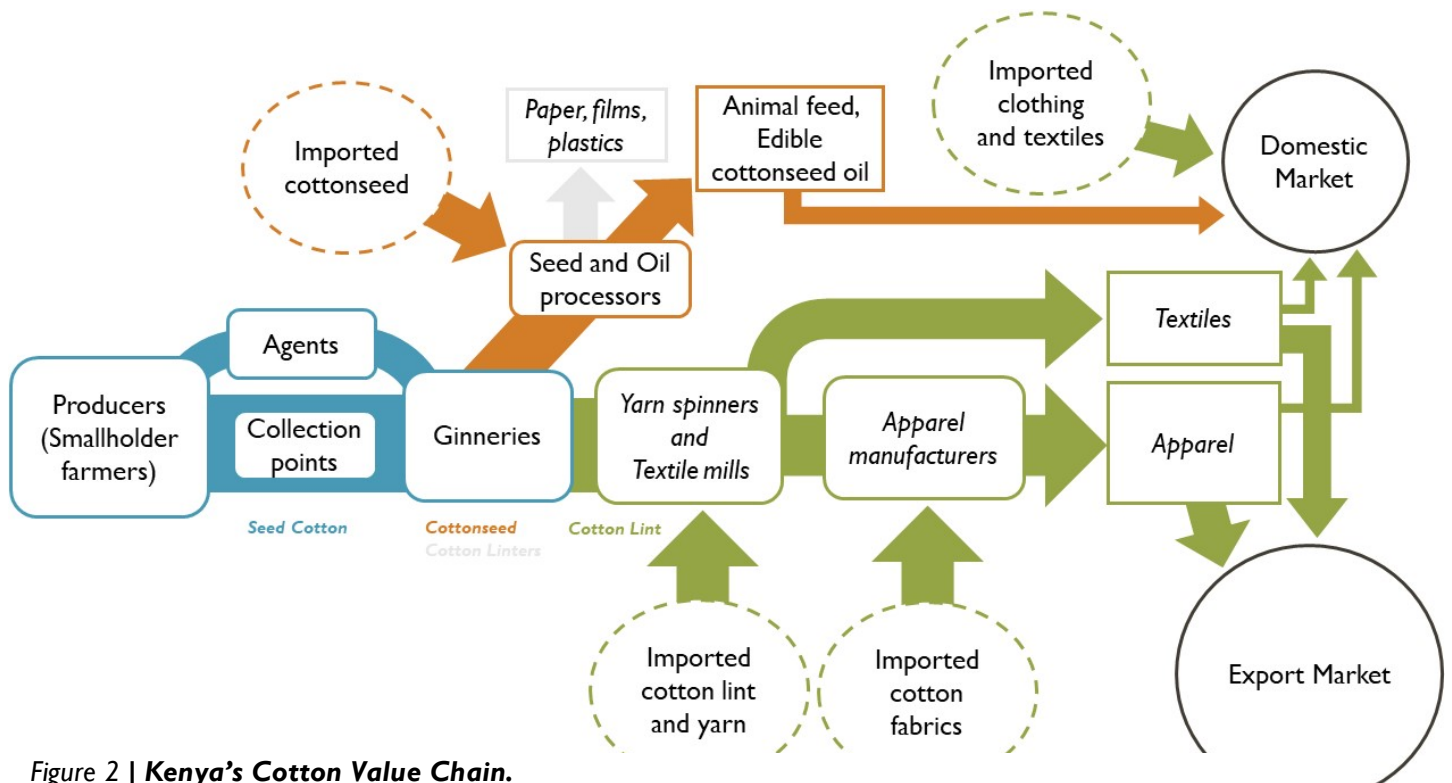 Imported
cottonseed
Paper, films,
plastics
Animal feed,
Edible
cottonseed oil
Imported
clothing
and textiles
Domestic
Market
Seed and Oil
processors
Agents
Textiles
Producers
(Smallholder
farmers)
Collection
points
Ginneries
Yarn spinners
and
Textile mills
Apparel
manufacturers
Apparel
Seed Cotton
Cottonseed
Cotton Linters
Cotton Lint
Imported
cotton lint
and yarn
Imported
cotton
fabrics
Export Market
Figure 2 | Kenya's Cotton Value Chain.